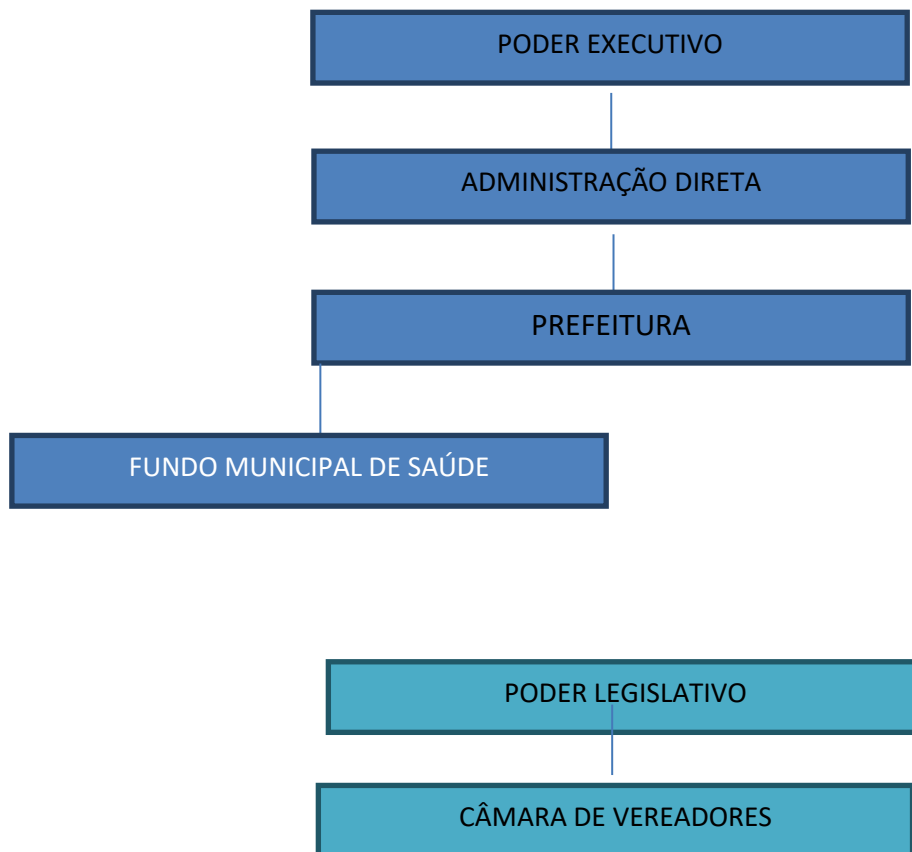 PODER EXECUTIVO
ADMINISTRAÇÃO DIRETA
PREFEITURA
FUNDO MUNICIPAL DE SAÚDE
PODER LEGISLATIVO
CÂMARA DE VEREADORES